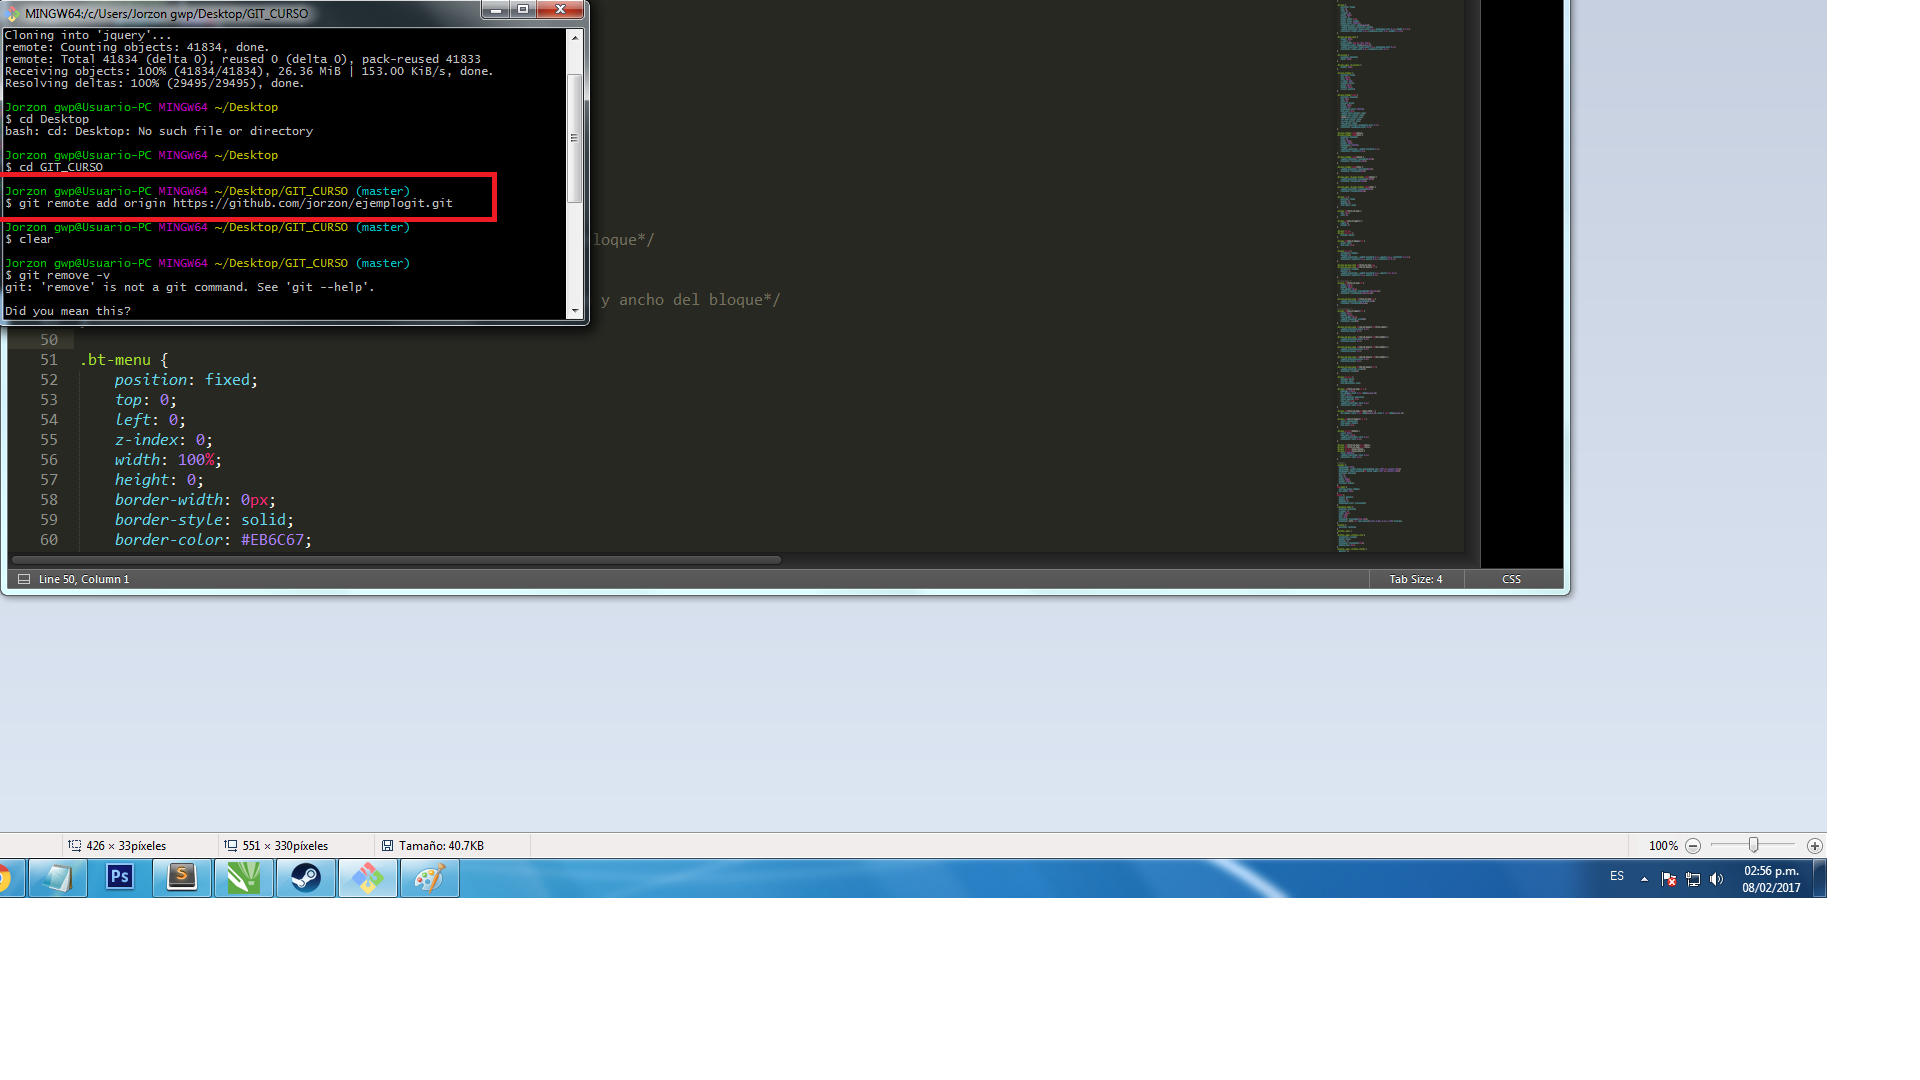 MINGW64:/c/Users/Jorzon gwp/Desktop/GIT_CURSO
Cloning into 'jquery'...
remote: Counting objects: 41834, done.
remote: Total 41834 (delta 0), reused 0 (delta 0), pack-reused 41833
Receiving objects: 100% (41834/41834), 26.36 MiB | 153.00 KiB/s, done.
Resolving deltas: 100% (29495/29495), done.
Jorzon gwp@Usuario-PC MINGW64 ~/Desktop
$ cd Desktop
bash: cd: Desktop: No such file or directory
Jorzon gwp@Usuario-PC MINGW64 ~/Desktop
$ cd GIT_CURSO
Jorzon gwp@Usuario-PC MINGW64 ~/Desktop/GIT_CURSO (master)
$ git remote add origin https://github.com/jorzon/ejemplogit.git
Jorzon gwp@Usuario-PC MINGW64 ~/Desktop/GIT_CURSO (master)
$ clear
Jorzon gwp@Usuario-PC MINGW64 ~/Desktop/GIT_CURSO (master)
$ git remove -v
git: 'remove' is not a git command. See 'git --help'.
Did you mean this?
loque*/
y ancho del bloque*/
50
51 .bt-menu {
52 position: fixed;
53 top: 0;
54 left: 0;
55 z-index: 0;
56 width: 100%;
57 height: 0;
58 border-width: 0px;
59 border-style: solid;
60 border-color: #EB6C67;
Line 50, Column 1
Tab Size: 4
CSS
426 × 33píxeles
551 × 330píxeles
Tamaño: 40.7KB
100%
Ps
S
ES
02:56 p.m.
08/02/2017